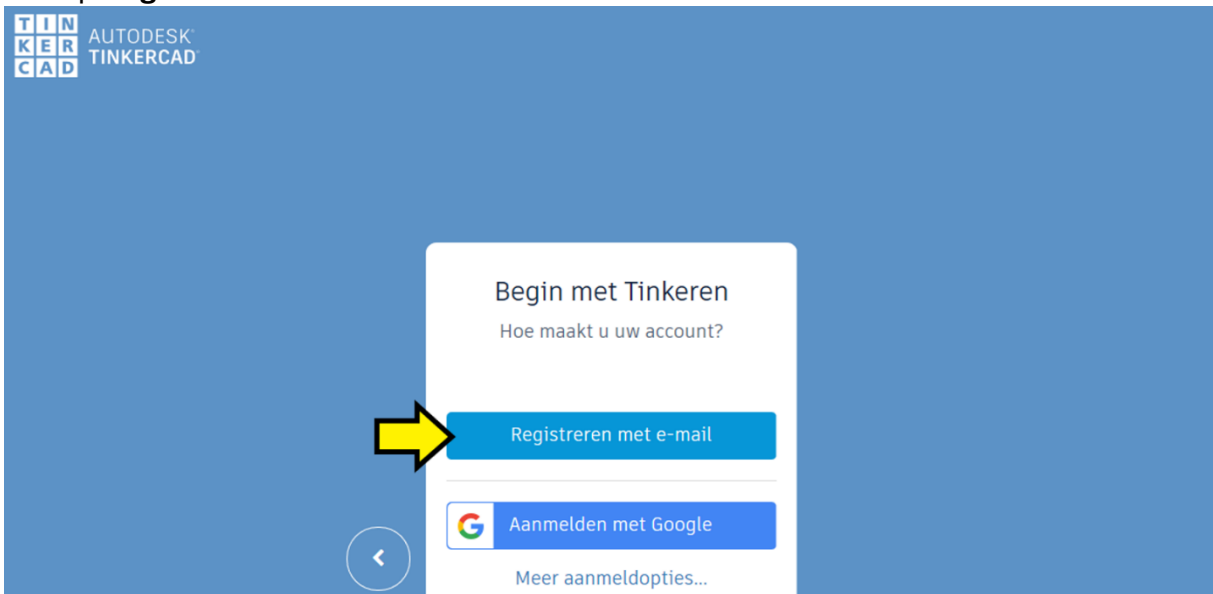 TIN
KER
CAD
AUTODESK
TINKERCAD
Begin met Tinkeren
Hoe maakt u uw account?
Registreren met e-mail
G Aanmelden met Google
Meer aanmeldopties...